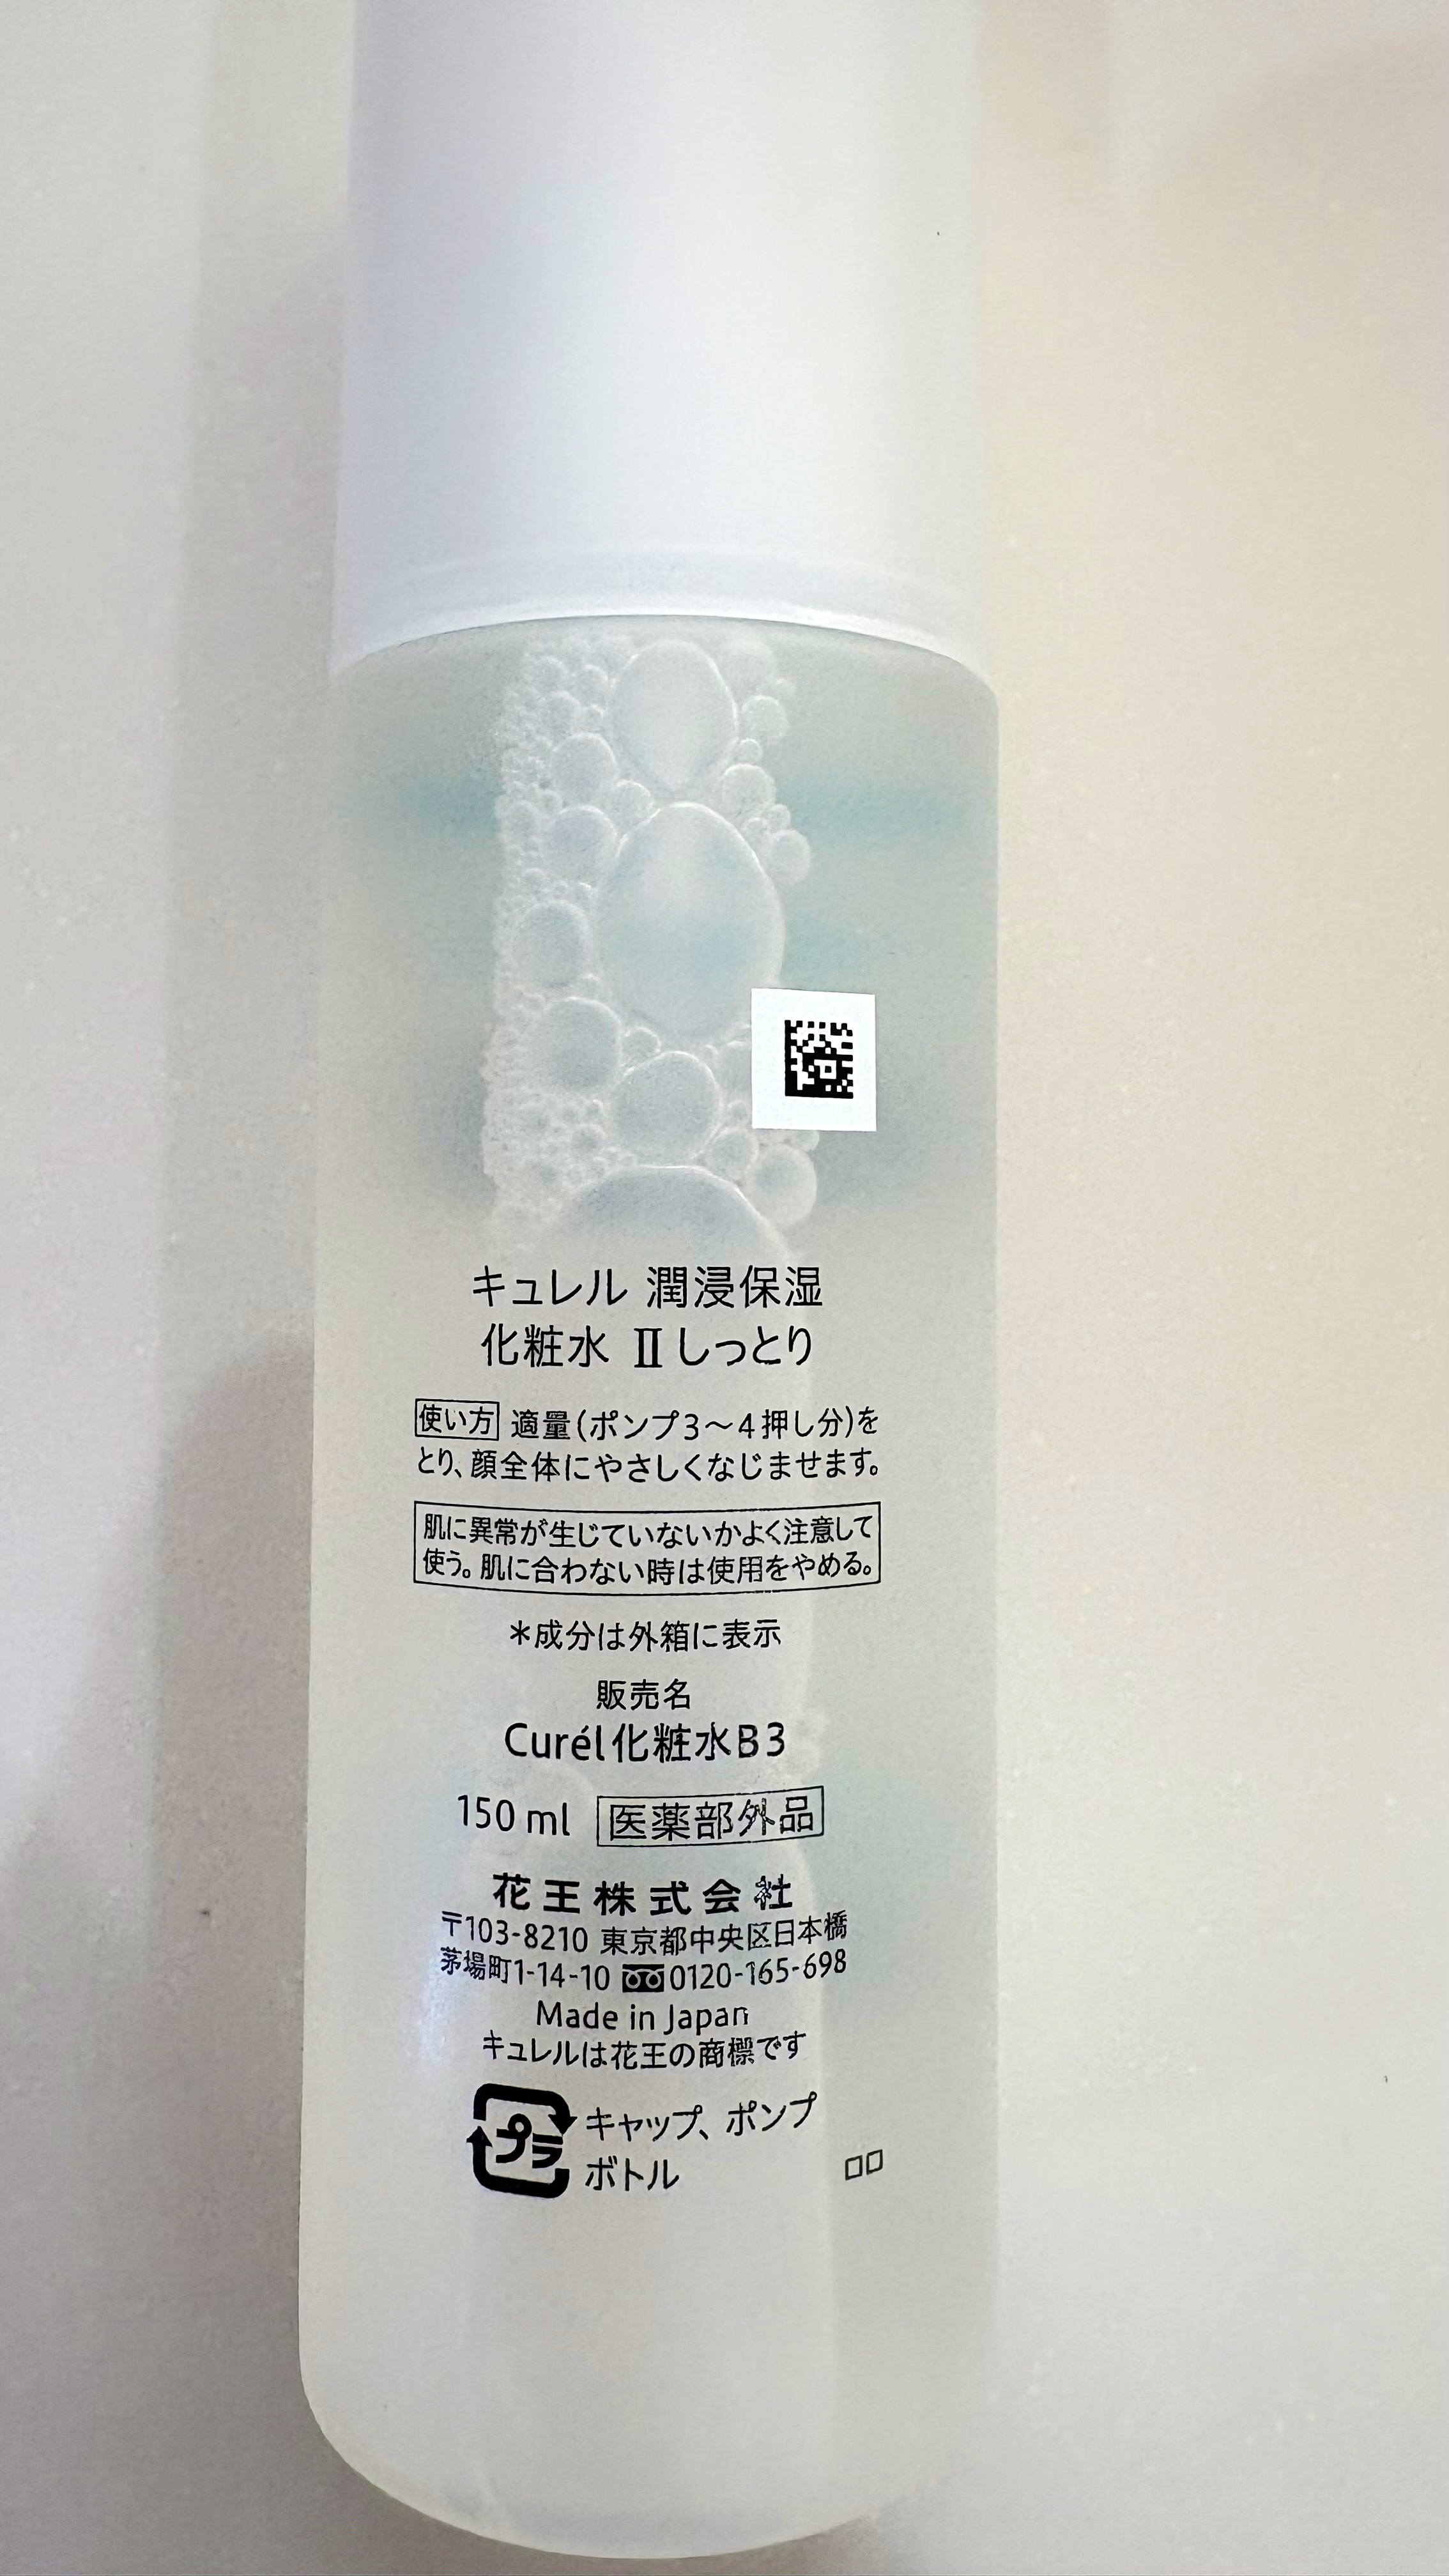 キュレル 潤浸保湿
化粧水 Ⅱしっとり
使い方 適量(ポンプ3～4押し分)を
とり、顔全体にやさしくなじませます。
肌に異常が生じていないかよく注意して
使う。肌に合わない時は使用をやめる。
＊成分は外箱に表示
販売名
Curél化粧水B3
150 ml 医薬部外品
花王株式会社
〒103-8210 東京都中央区日本橋
茅場町1-14-10 0120-165-698
Made in Japan
キュレルは花王の商標です
プラ キャップ、ポンプ
ボトル